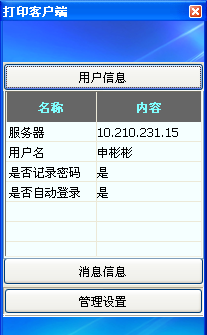 打印客户端
用户信息
名称 内容
服务器 10.210.231.15
用户名 申彬彬
是否记录密码 是
是否自动登录 是
消息信息
管理设置